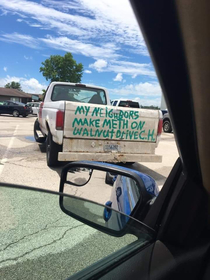 MY NEIGHBORS
MAKE METH ON
WALNUT DRIVE C.H.